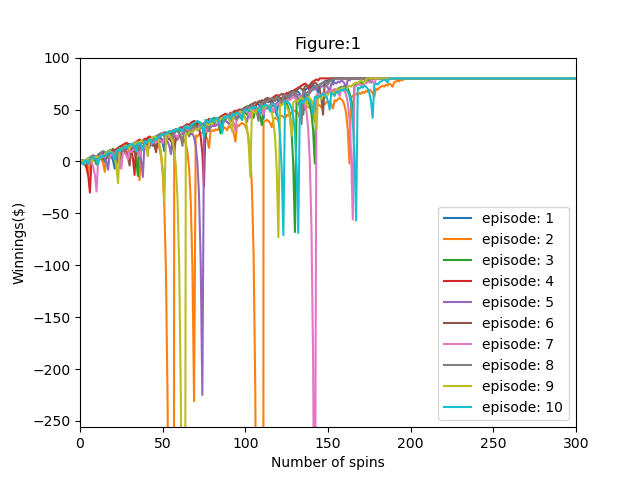 Figure:1
Winnings($)
100
50
0
−50
−100
−150
−200
−250
0 50 100 150 200 250 300
Number of spins
episode: 1
episode: 2
episode: 3
episode: 4
episode: 5
episode: 6
episode: 7
episode: 8
episode: 9
episode: 10